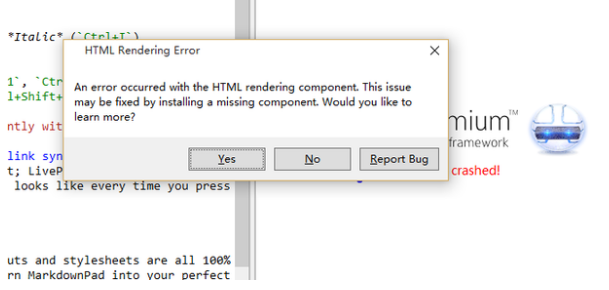 *Italic* (`Ctrl+I`)
HTML Rendering Error
An error occurred with the HTML rendering component. This issue
may be fixed by installing a missing component. Would you like to
learn more?
Yes
No
Report Bug
1`, `Ctr
l+Shift+
ntly wit
link syn
t; LiveP
looks like every time you press
mium™
framework
crashed!
uts and stylesheets are all 100%
rn MarkdownPad into your perfect